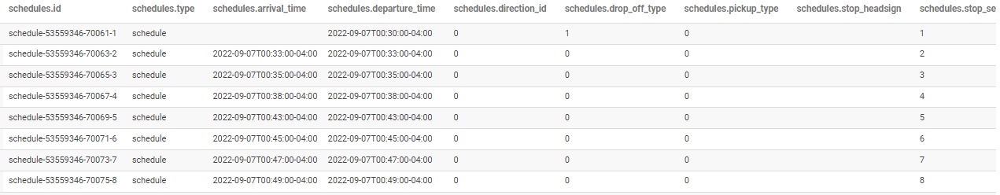 schedules.id schedules.type schedules.arrival_time schedules.departure_time schedules.direction_id schedules.drop_off_type schedules.pickup_type schedules.stop_headsign schedules.stop_se
schedule-53559346-70061-1 schedule 2022-09-07T00:30:00-04:00 0 1 0 1
schedule-53559346-70063-2 schedule 2022-09-07T00:33:00-04:00 2022-09-07T00:33:00-04:00 0 0 0 2
schedule-53559346-70065-3 schedule 2022-09-07T00:35:00-04:00 2022-09-07T00:35:00-04:00 0 0 0 3
schedule-53559346-70067-4 schedule 2022-09-07T00:38:00-04:00 2022-09-07T00:38:00-04:00 0 0 0 4
schedule-53559346-70069-5 schedule 2022-09-07T00:43:00-04:00 2022-09-07T00:43:00-04:00 0 0 0 5
schedule-53559346-70071-6 schedule 2022-09-07T00:45:00-04:00 2022-09-07T00:45:00-04:00 0 0 0 6
schedule-53559346-70073-7 schedule 2022-09-07T00:47:00-04:00 2022-09-07T00:47:00-04:00 0 0 0 7
schedule-53559346-70075-8 schedule 2022-09-07T00:49:00-04:00 2022-09-07T00:49:00-04:00 0 0 0 8